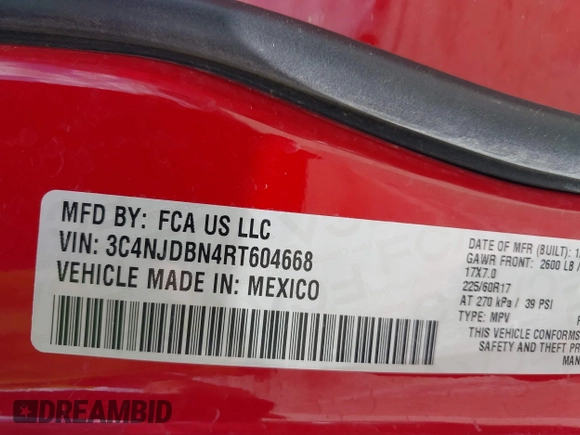 MFD BY: FCA US LLC
VIN: 3C4NJDBN4RT604668
VEHICLE MADE IN: MEXICO
DATE OF MFR (BUILT):
GAWR FRONT: 2600 LB
17X7.0
225/60R17
AT 270 kPa / 39 PSI
TYPE: MPV
THIS VEHICLE CONFORMS
SAFETY AND THEFT
DREAMBID